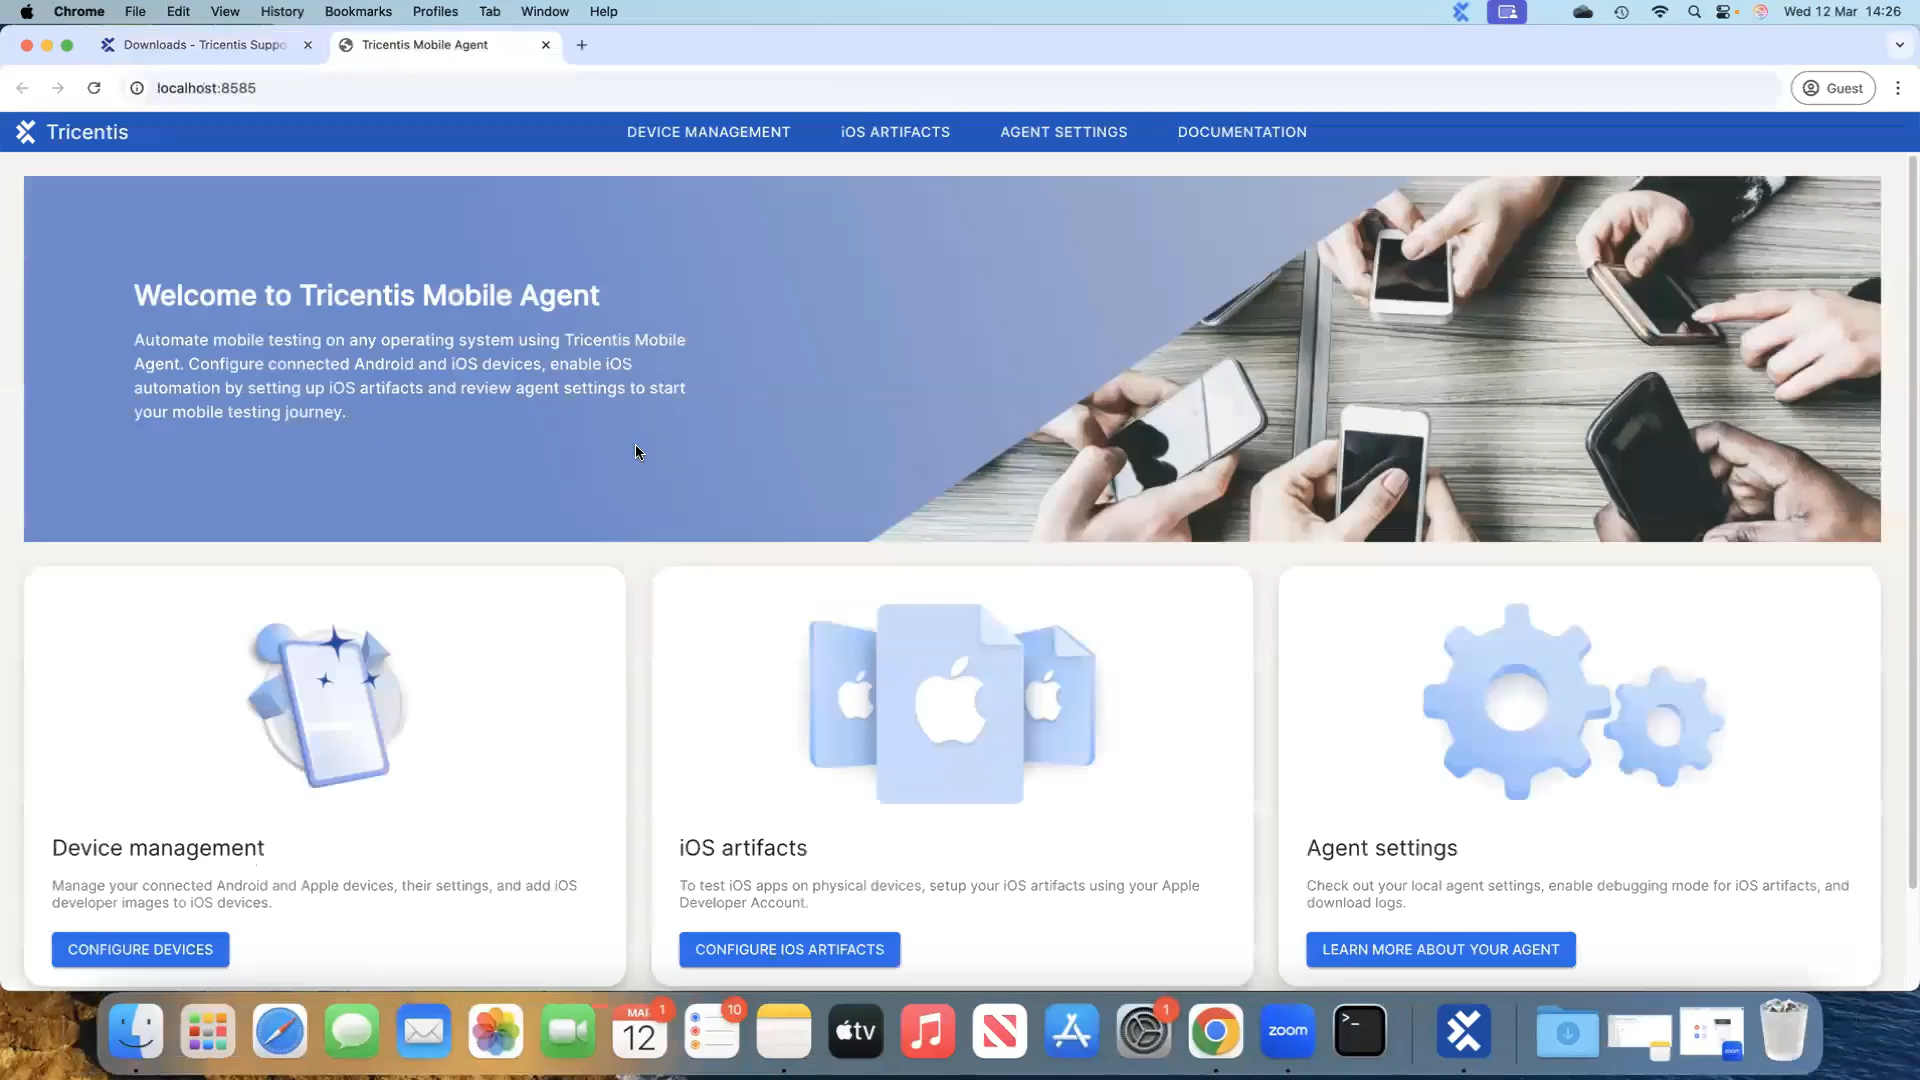 Chrome File Edit View History Bookmarks Profiles Tab Window Help Wed 12 Mar 14:26
Downloads - Tricentis Suppo Tricentis Mobile Agent
localhost:8585 Guest
Tricentis DEVICE MANAGEMENT iOS ARTIFACTS AGENT SETTINGS DOCUMENTATION
Welcome to Tricentis Mobile Agent
Automate mobile testing on any operating system using Tricentis Mobile
Agent. Configure connected Android and iOS devices, enable iOS
automation by setting up iOS artifacts and review agent settings to start
your mobile testing journey.
Device management
Manage your connected Android and Apple devices, their settings, and add iOS
developer images to iOS devices.
CONFIGURE DEVICES
iOS artifacts
To test iOS apps on physical devices, setup your iOS artifacts using your Apple
Developer Account.
CONFIGURE IOS ARTIFACTS
Agent settings
Check out your local agent settings, enable debugging mode for iOS artifacts, and
download logs.
LEARN MORE ABOUT YOUR AGENT
MAR 1 10 1
12 tv zoom >_